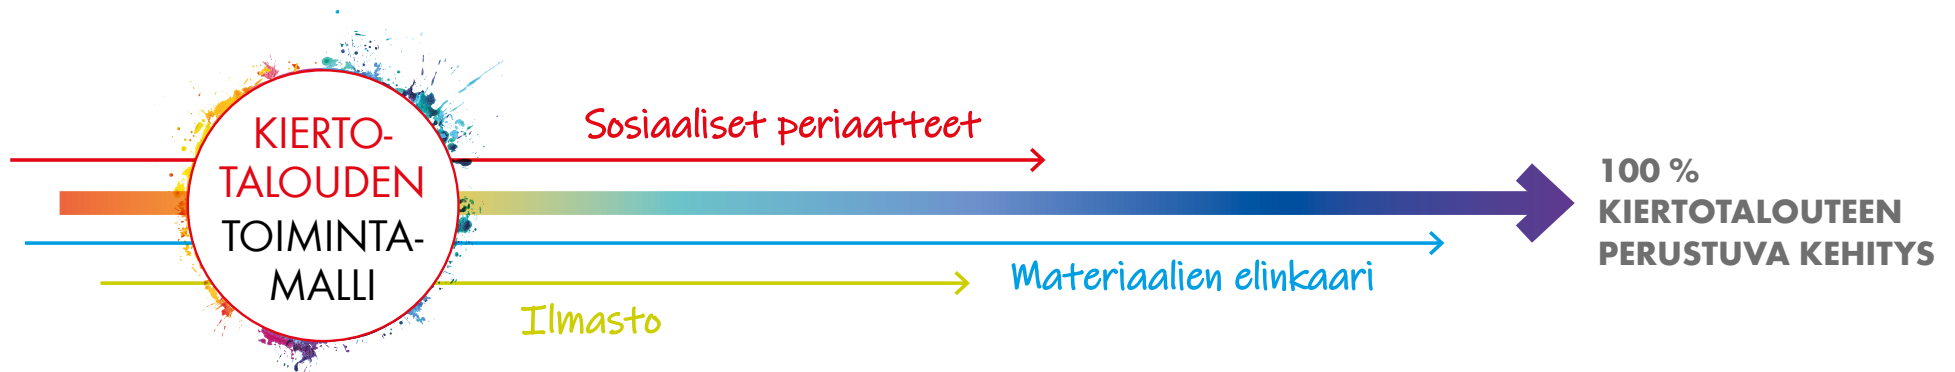 KIERTO-
TALOUDEN
TOIMINTA-
MALLI
Sosiaaliset periaatteet
Materiaalien elinkaari
Ilmasto
100 %
KIERTOTALOUTEEN
PERUSTUVA KEHITYS